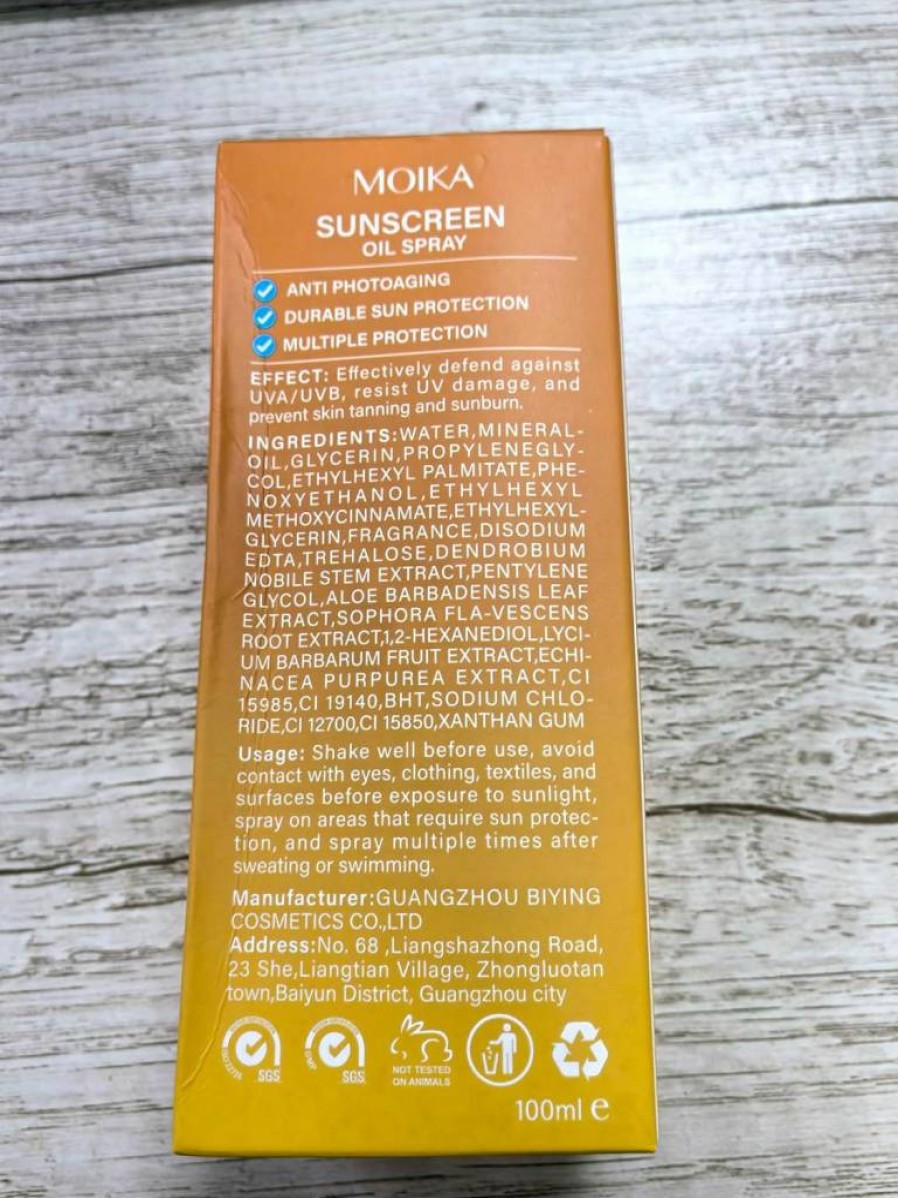 MOIKA
SUNSCREEN
OIL SPRAY
ANTI PHOTOAGING
DURABLE SUN PROTECTION
MULTIPLE PROTECTION
EFFECT: Effectively defend against
UVA/UVB, resist UV damage, and
prevent skin tanning and sunburn.
INGREDIENTS:WATER,MINERAL-
OIL,GLYCERIN,PROPYLENEGLY-
COL,ETHYLHEXYL PALMITATE,PHE-
NOXYETHANOL,ETHYLHEXYL
METHOXYCINNAMATE,ETHYLHEXYL-
GLYCERIN,FRAGRANCE,DISODIUM
EDTA,TREHALOSE,DENDROBIUM
NOBILE STEM EXTRACT,PENTYLENE
GLYCOL,ALOE BARBADENSIS LEAF
EXTRACT,SOPHORA FLA-VESCENS
ROOT EXTRACT,1,2-HEXANEDIOL,LYCI-
UM BARBARUM FRUIT EXTRACT,ECHI-
NACEA PURPUREA EXTRACT,CI
15985,CI 19140,BHT,SODIUM CHLO-
RIDE,CI 12700,CI 15850,XANTHAN GUM
Usage: Shake well before use, avoid
contact with eyes, clothing, textiles, and
surfaces before exposure to sunlight,
spray on areas that require sun protec-
tion, and spray multiple times after
sweating or swimming.
Manufacturer:GUANGZHOU BIYING
COSMETICS CO.,LTD
Address:No. 68 ,Liangshazhong Road,
23 She,Liangtian Village, Zhongluotan
town,Baiyun District, Guangzhou city
SGS
SGS
NOT TESTED
ON ANIMALS
100ml e